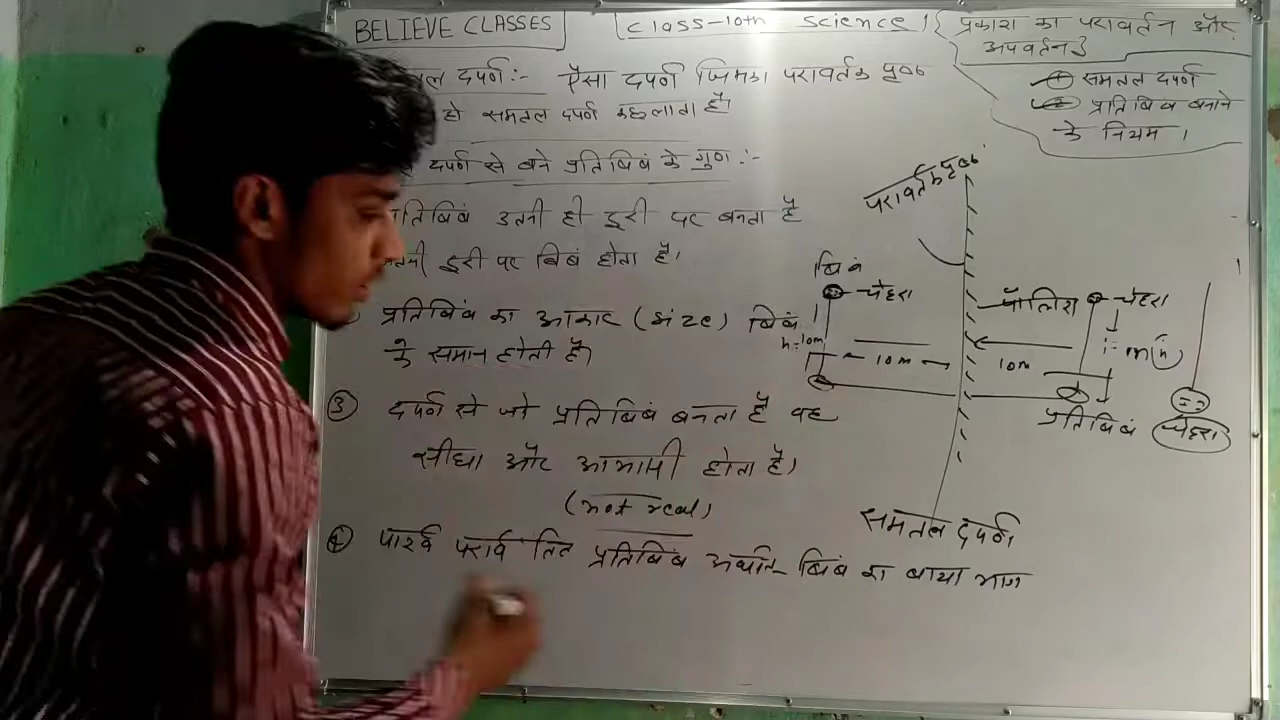 BELIEVE CLASSES
Class-10th Science
प्रकाश का परावर्तन और
अपवर्तन
समतल दर्पण
प्रतिबिंब बनाने
के नियम ।
दर्पण :- ऐसा दर्पण जिसका परावर्तक पृष्ठ
हो समतल दर्पण कहलाता है।
दर्पण से बने प्रतिबिबं के गुण :-
उतनी ही दूरी पर बनता है
दूरी पर बिबं होता है।
प्रतिबिबं का आकार (size) बिबं
के समान होती है।
③ दर्पण से जो प्रतिबिबं बनता है वह
सीधा और आभासी होता है।
(not real)
④ पार्श्व प्रतिबिबं अर्थात बिबं का बाया भाग
परावर्तक पृष्ठ
बिबं
चेहरा
h=10m
10m
पॉलिश
चेहरा
10m
प्रतिबिबं
चेहरा
समतल दर्पण